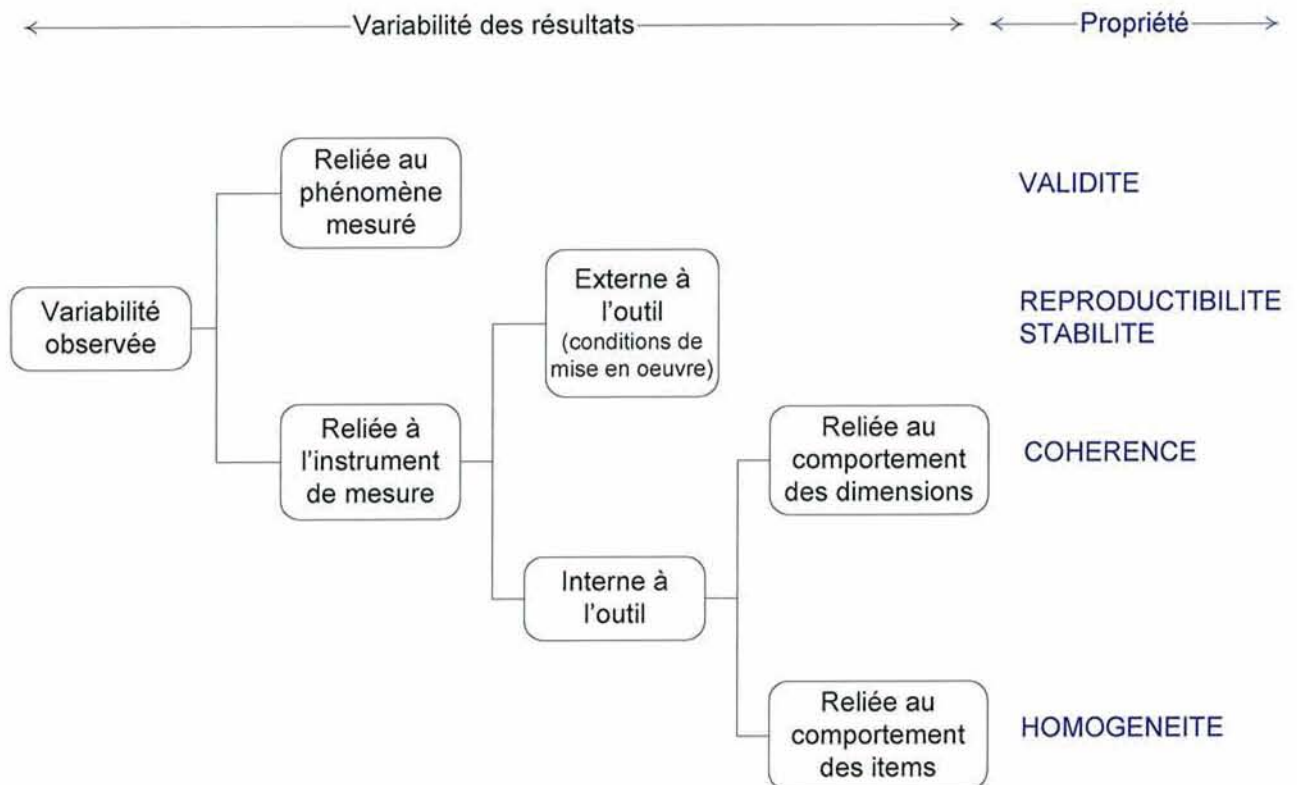 Variabilité des résultats
Propriété
Reliée au
phénomène
mesuré
VALIDITE
Variabilité
observée
Externe à
l'outil
(conditions de
mise en oeuvre)
REPRODUCTIBILITE
STABILITE
Reliée à
l'instrument
de mesure
Reliée au
comportement
des dimensions
COHERENCE
Interne à
l'outil
Reliée au
comportement
des items
HOMOGENEITE